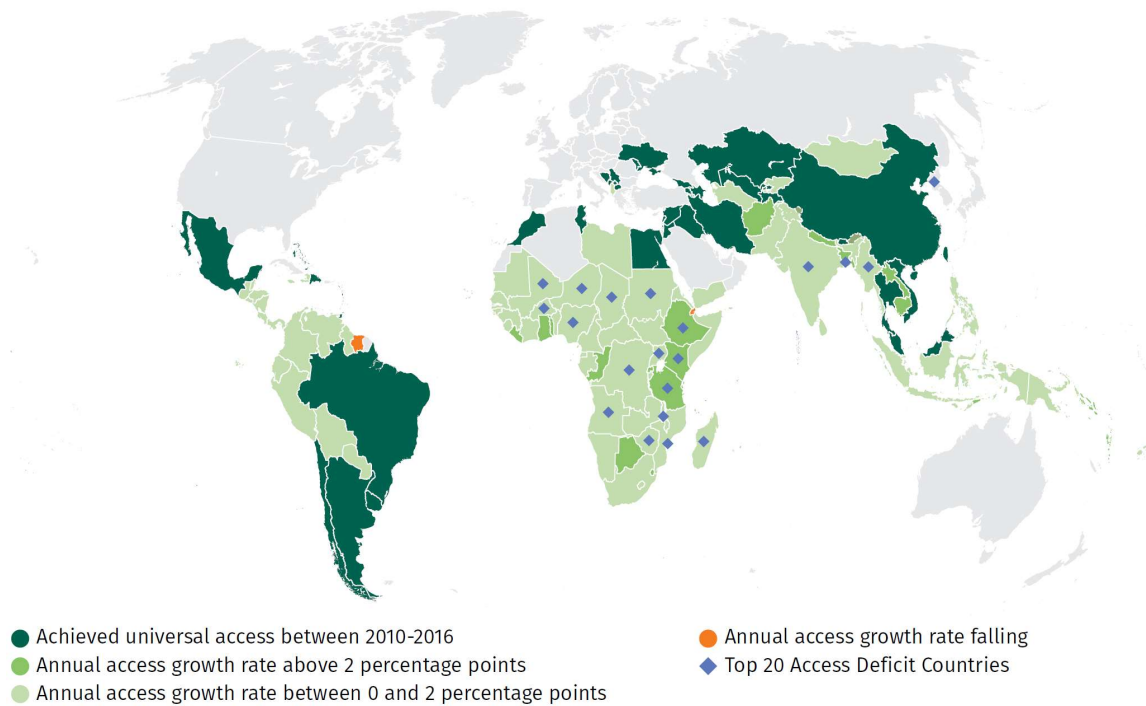 Achieved universal access between 2010-2016
Annual access growth rate above 2 percentage points
Annual access growth rate between 0 and 2 percentage points
Annual access growth rate falling
Top 20 Access Deficit Countries